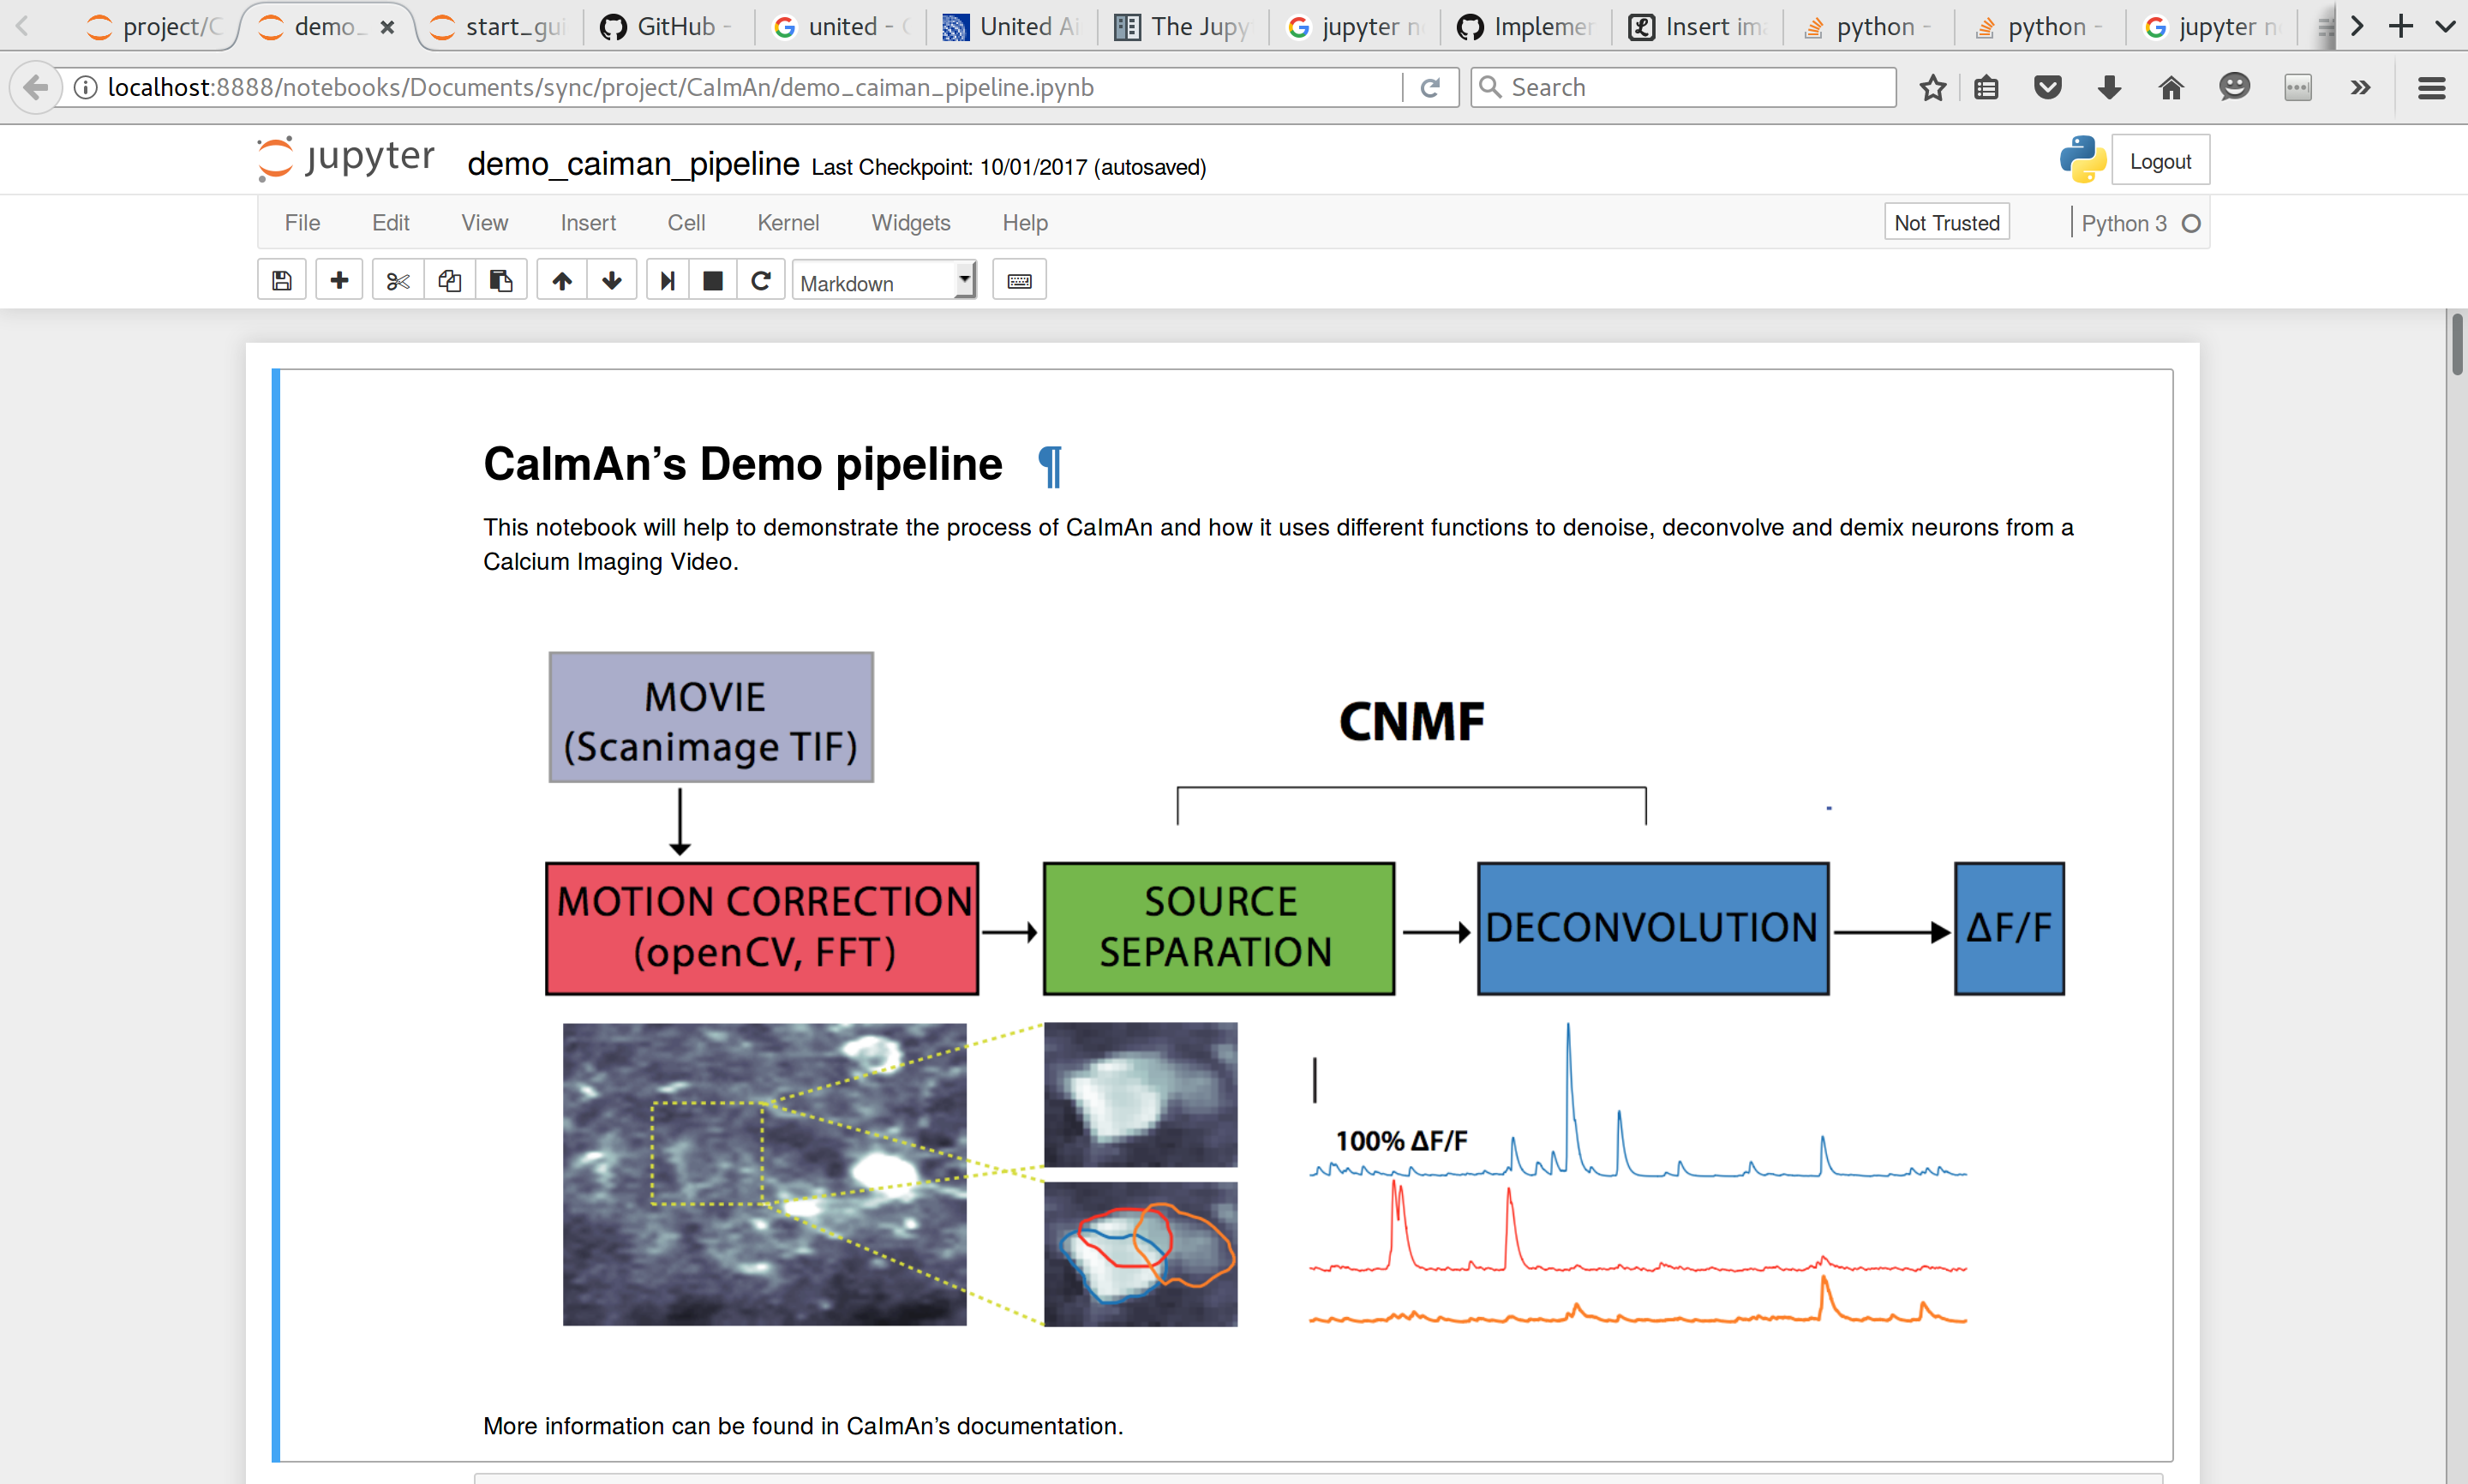 project/C
demo_
start_gui
GitHub -
united -
United Ai
The Jupy
jupyter n
Implemen
Insert im
python -
python -
jupyter n
localhost:8888/notebooks/Documents/sync/project/CaImAn/demo_caiman_pipeline.ipynb
Search
jupyter
demo_caiman_pipeline Last Checkpoint: 10/01/2017 (autosaved)
Logout
File Edit View Insert Cell Kernel Widgets Help
Not Trusted
Python 3
Markdown
CaImAn’s Demo pipeline ¶
This notebook will help to demonstrate the process of CaImAn and how it uses different functions to denoise, deconvolve and demix neurons from a
Calcium Imaging Video.
MOVIE
(Scanimage TIF)
CNMF
MOTION CORRECTION
(openCV, FFT)
SOURCE
SEPARATION
DECONVOLUTION
ΔF/F
100% ΔF/F
More information can be found in CaImAn’s documentation.